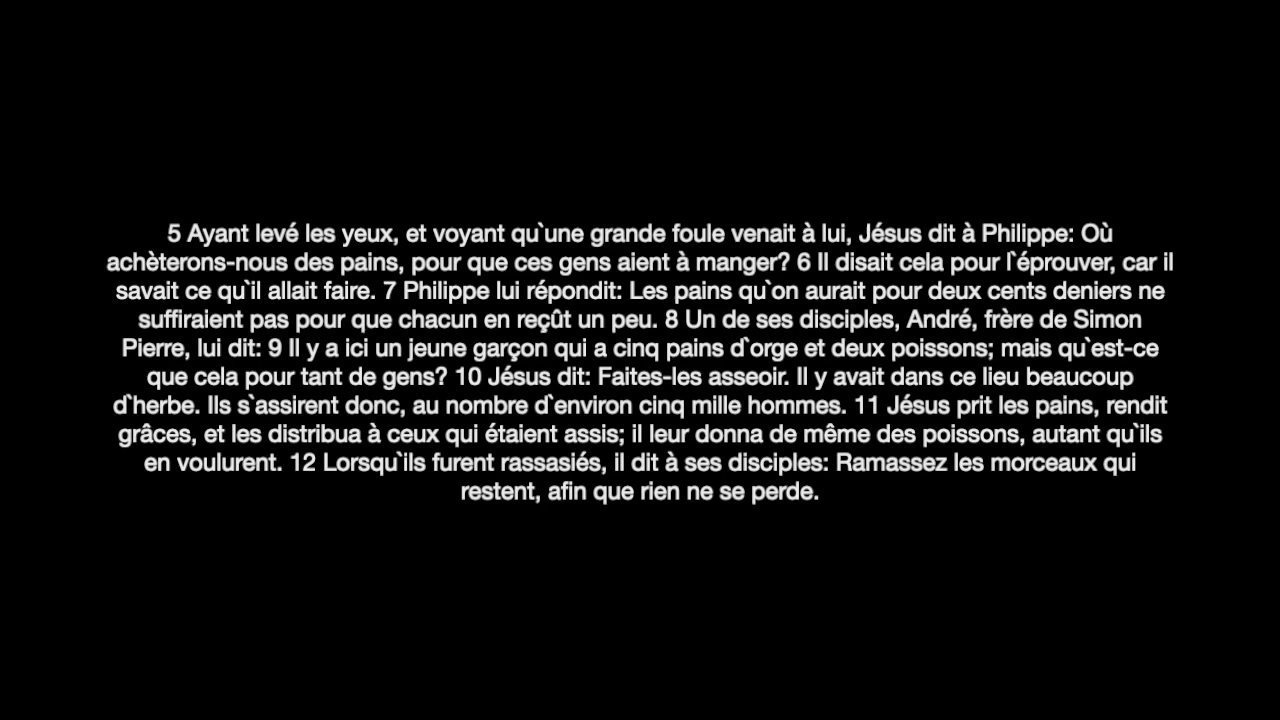 5 Ayant levé les yeux, et voyant qu`une grande foule venait à lui, Jésus dit à Philippe: Où
achèterons-nous des pains, pour que ces gens aient à manger? 6 Il disait cela pour l`éprouver, car il
savait ce qu`il allait faire. 7 Philippe lui répondit: Les pains qu`on aurait pour deux cents deniers ne
suffiraient pas pour que chacun en reçût un peu. 8 Un de ses disciples, André, frère de Simon
Pierre, lui dit: 9 Il y a ici un jeune garçon qui a cinq pains d`orge et deux poissons; mais qu`est-ce
que cela pour tant de gens? 10 Jésus dit: Faites-les asseoir. Il y avait dans ce lieu beaucoup
d`herbe. Ils s`assirent donc, au nombre d`environ cinq mille hommes. 11 Jésus prit les pains, rendit
grâces, et les distribua à ceux qui étaient assis; il leur donna de même des poissons, autant qu`ils
en voulurent. 12 Lorsqu`ils furent rassasiés, il dit à ses disciples: Ramassez les morceaux qui
restent, afin que rien ne se perde.